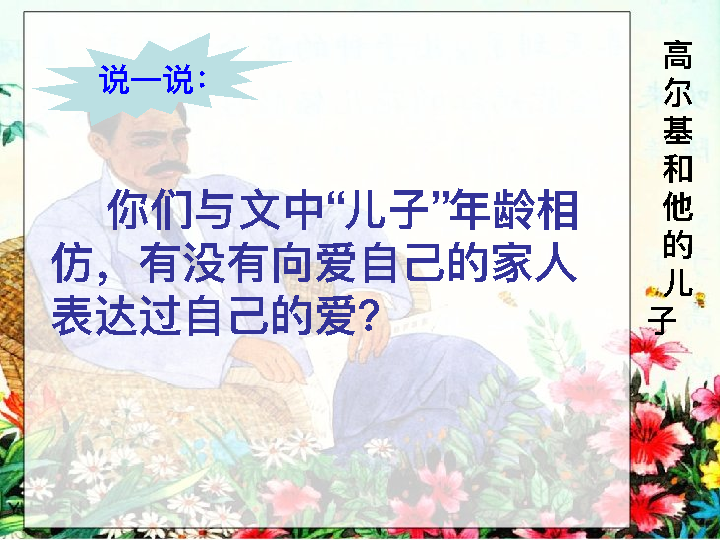 说一说：
你们与文中“儿子”年龄相
仿，有没有向爱自己的家人
表达过自己的爱？
高尔基和他的儿子